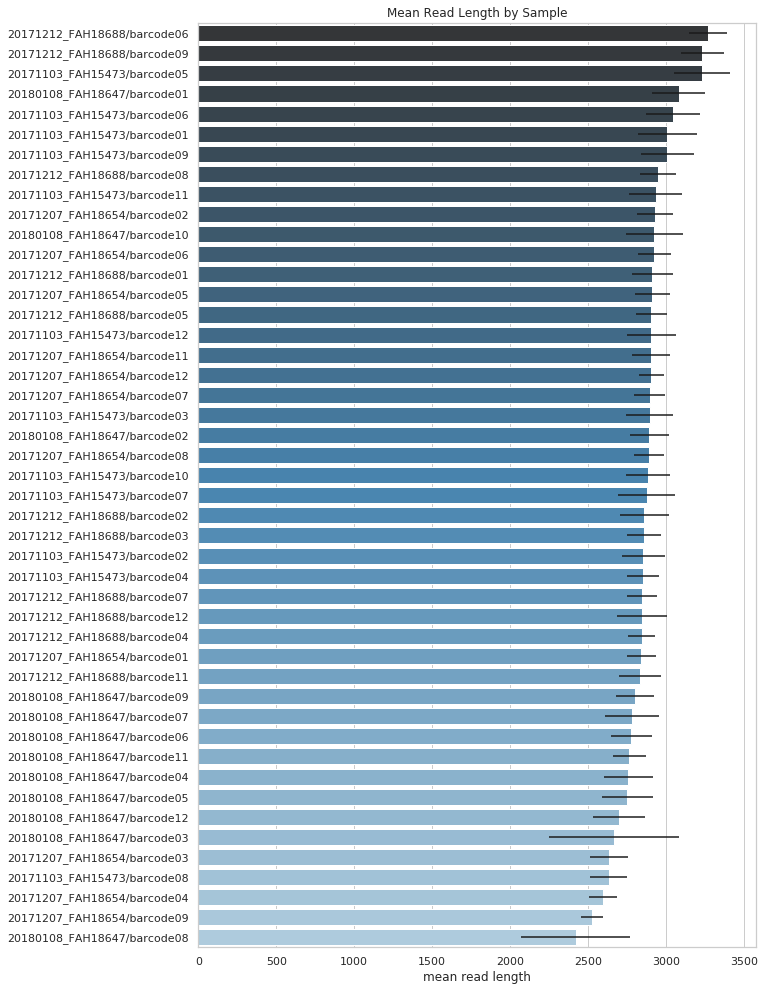 Mean Read Length by Sample
20171212_FAH18688/barcode06
20171212_FAH18688/barcode09
20171103_FAH15473/barcode05
20180108_FAH18647/barcode01
20171103_FAH15473/barcode06
20171103_FAH15473/barcode01
20171103_FAH15473/barcode09
20171212_FAH18688/barcode08
20171103_FAH15473/barcode11
20171207_FAH18654/barcode02
20180108_FAH18647/barcode10
20171207_FAH18654/barcode06
20171212_FAH18688/barcode01
20171207_FAH18654/barcode05
20171212_FAH18688/barcode05
20171103_FAH15473/barcode12
20171207_FAH18654/barcode11
20171207_FAH18654/barcode12
20171207_FAH18654/barcode07
20171103_FAH15473/barcode03
20180108_FAH18647/barcode02
20171207_FAH18654/barcode08
20171103_FAH15473/barcode10
20171103_FAH15473/barcode07
20171212_FAH18688/barcode02
20171212_FAH18688/barcode03
20171103_FAH15473/barcode02
20171103_FAH15473/barcode04
20171212_FAH18688/barcode07
20171212_FAH18688/barcode12
20171212_FAH18688/barcode04
20171207_FAH18654/barcode01
20171212_FAH18688/barcode11
20180108_FAH18647/barcode09
20180108_FAH18647/barcode07
20180108_FAH18647/barcode06
20180108_FAH18647/barcode11
20180108_FAH18647/barcode04
20180108_FAH18647/barcode05
20180108_FAH18647/barcode12
20180108_FAH18647/barcode03
20171207_FAH18654/barcode03
20171103_FAH15473/barcode08
20171207_FAH18654/barcode04
20171207_FAH18654/barcode09
20180108_FAH18647/barcode08
0 500 1000 1500 2000 2500 3000 3500
mean read length